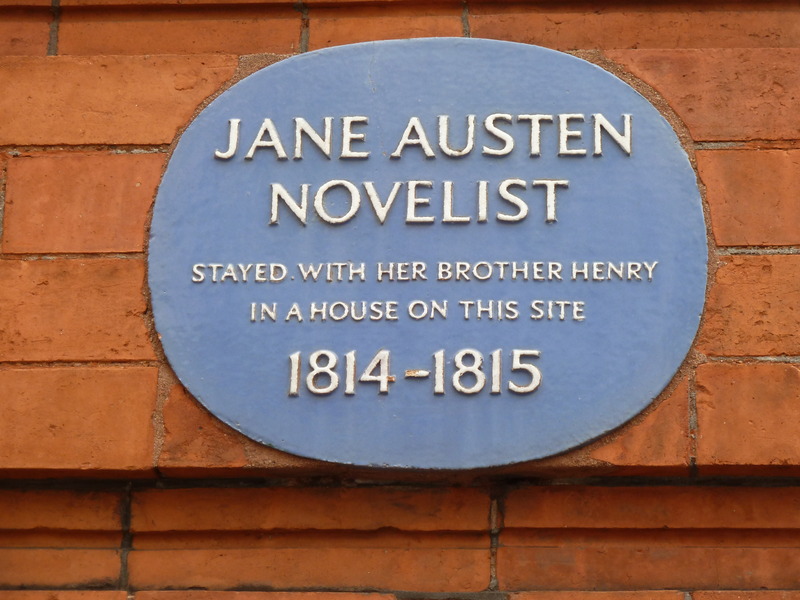 JANE AUSTEN
NOVELIST
STAYED WITH HER BROTHER HENRY
IN A HOUSE ON THIS SITE
1814-1815